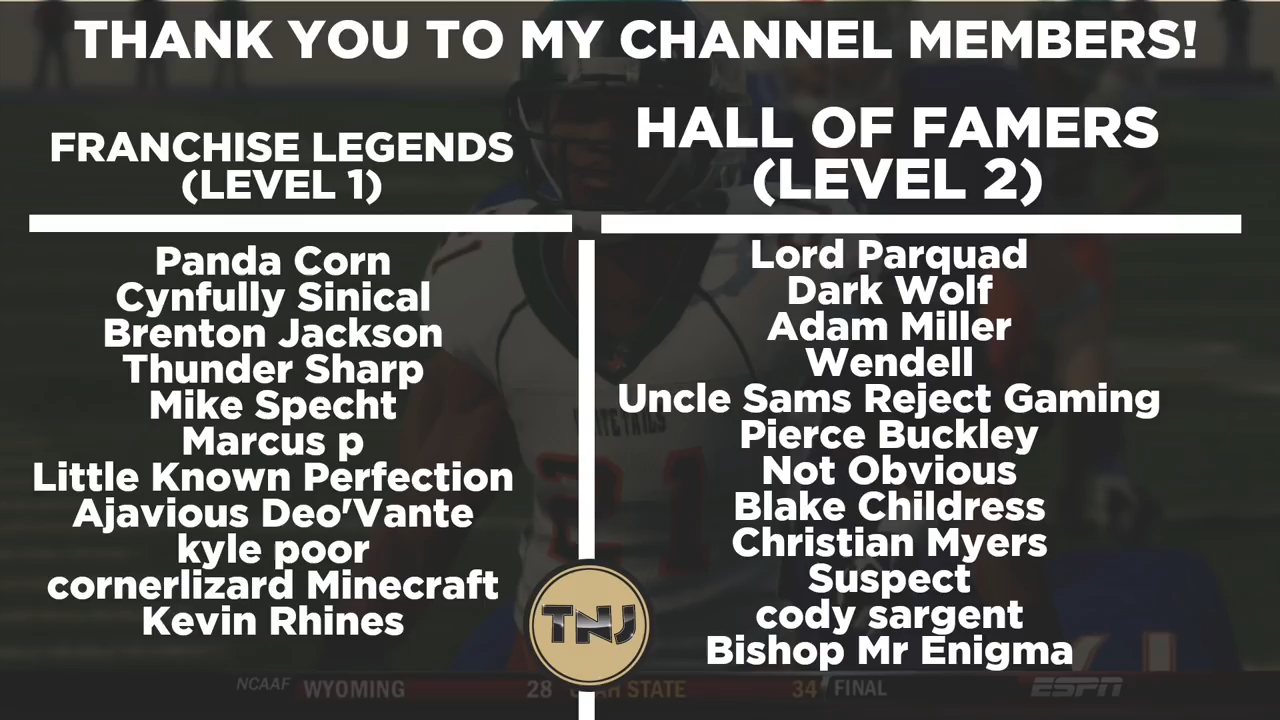 THANK YOU TO MY CHANNEL MEMBERS!
FRANCHISE LEGENDS
(LEVEL 1)
Panda Corn
Cynfully Sinical
Brenton Jackson
Thunder Sharp
Mike Specht
Marcus p
Little Known Perfection
Ajavious Deo'Vante
kyle poor
cornerlizard Minecraft
Kevin Rhines
HALL OF FAMERS
(LEVEL 2)
Lord Parquad
Dark Wolf
Adam Miller
Wendell
Uncle Sams Reject Gaming
Pierce Buckley
Not Obvious
Blake Childress
Christian Myers
Suspect
cody sargent
Bishop Mr Enigma
21
TNJ
NCAAF WYOMING 28 STATE 34 FINAL ESPN